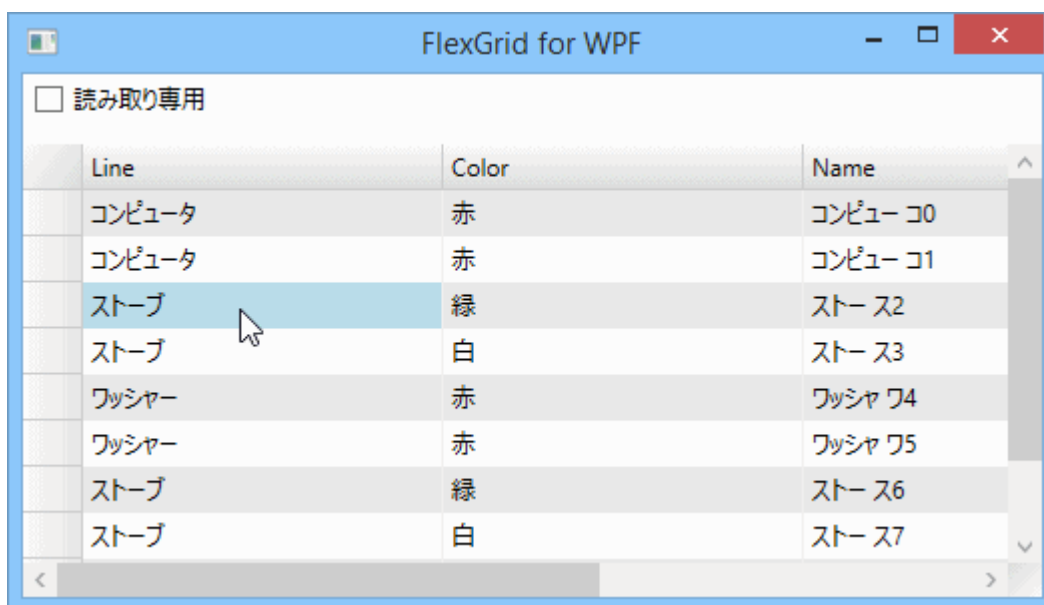 FlexGrid for WPF
読み取り専用
Line Color Name
コンピュータ 赤 コンピュー コ0
コンピュータ 赤 コンピュー コ1
ストーブ 緑 ストー ス2
ストーブ 白 ストー ス3
ワッシャー 赤 ワッシャ ワ4
ワッシャー 赤 ワッシャ ワ5
ストーブ 緑 ストー ス6
ストーブ 白 ストー ス7